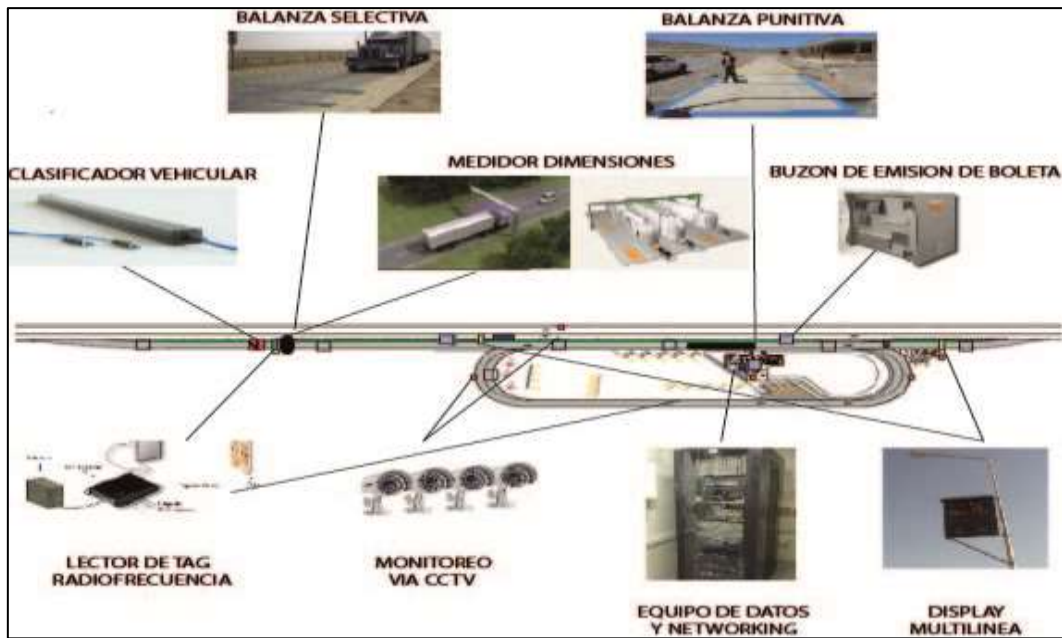 BALANZA SELECTIVA
BALANZA PUNITIVA
CLASIFICADOR VEHICULAR
MEDIDOR DIMENSIONES
BUZON DE EMISION DE BOLETA
LECTOR DE TAG
RADIOFRECUENCIA
MONITOREO
VIA CCTV
EQUIPO DE DATOS
Y NETWORKING
DISPLAY
MULTILINEA